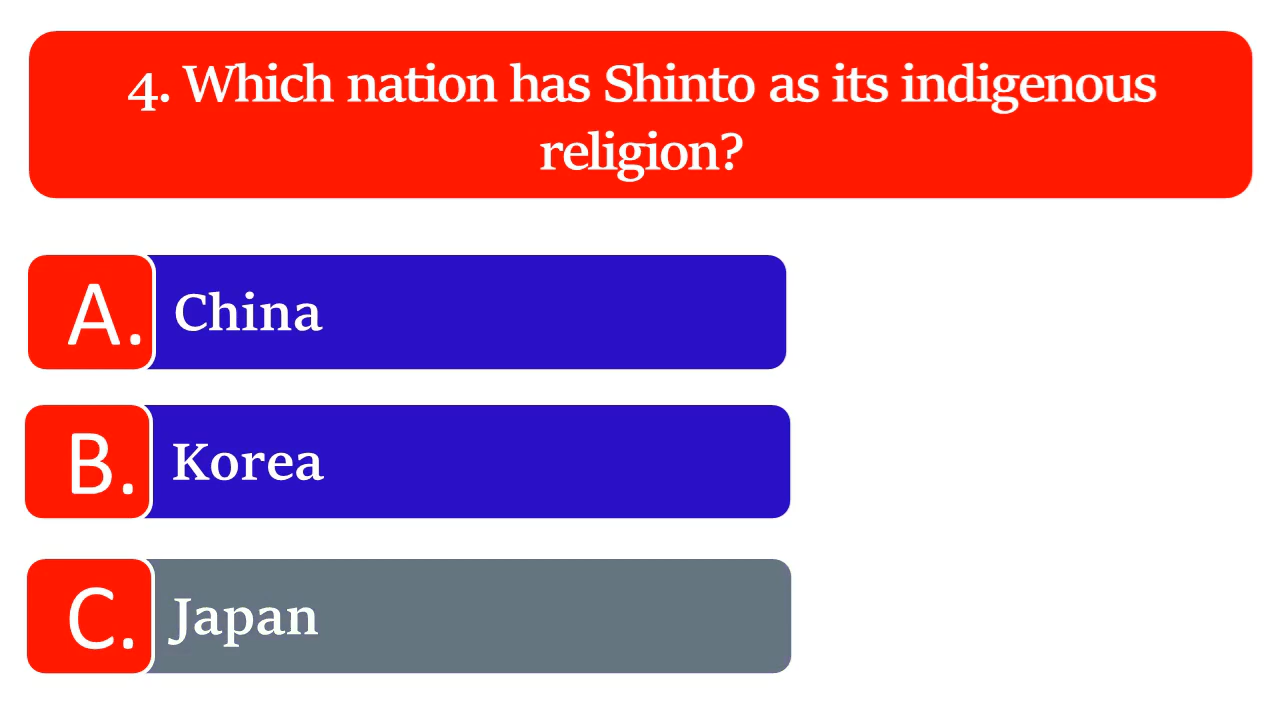 4. Which nation has Shinto as its indigenous
religion?
A. China
B. Korea
C. Japan